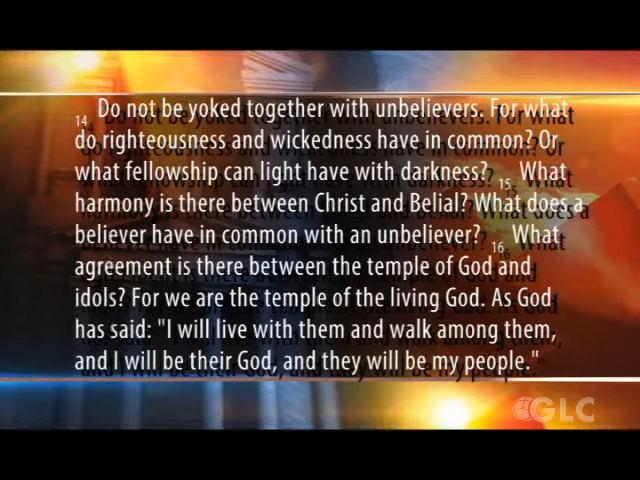 14 Do not be yoked together with unbelievers. For what
do righteousness and wickedness have in common? Or
what fellowship can light have with darkness? 15 What
harmony is there between Christ and Belial? What does a
believer have in common with an unbeliever? 16 What
agreement is there between the temple of God and
idols? For we are the temple of the living God. As God
has said: "I will live with them and walk among them,
and I will be their God, and they will be my people."
GLC